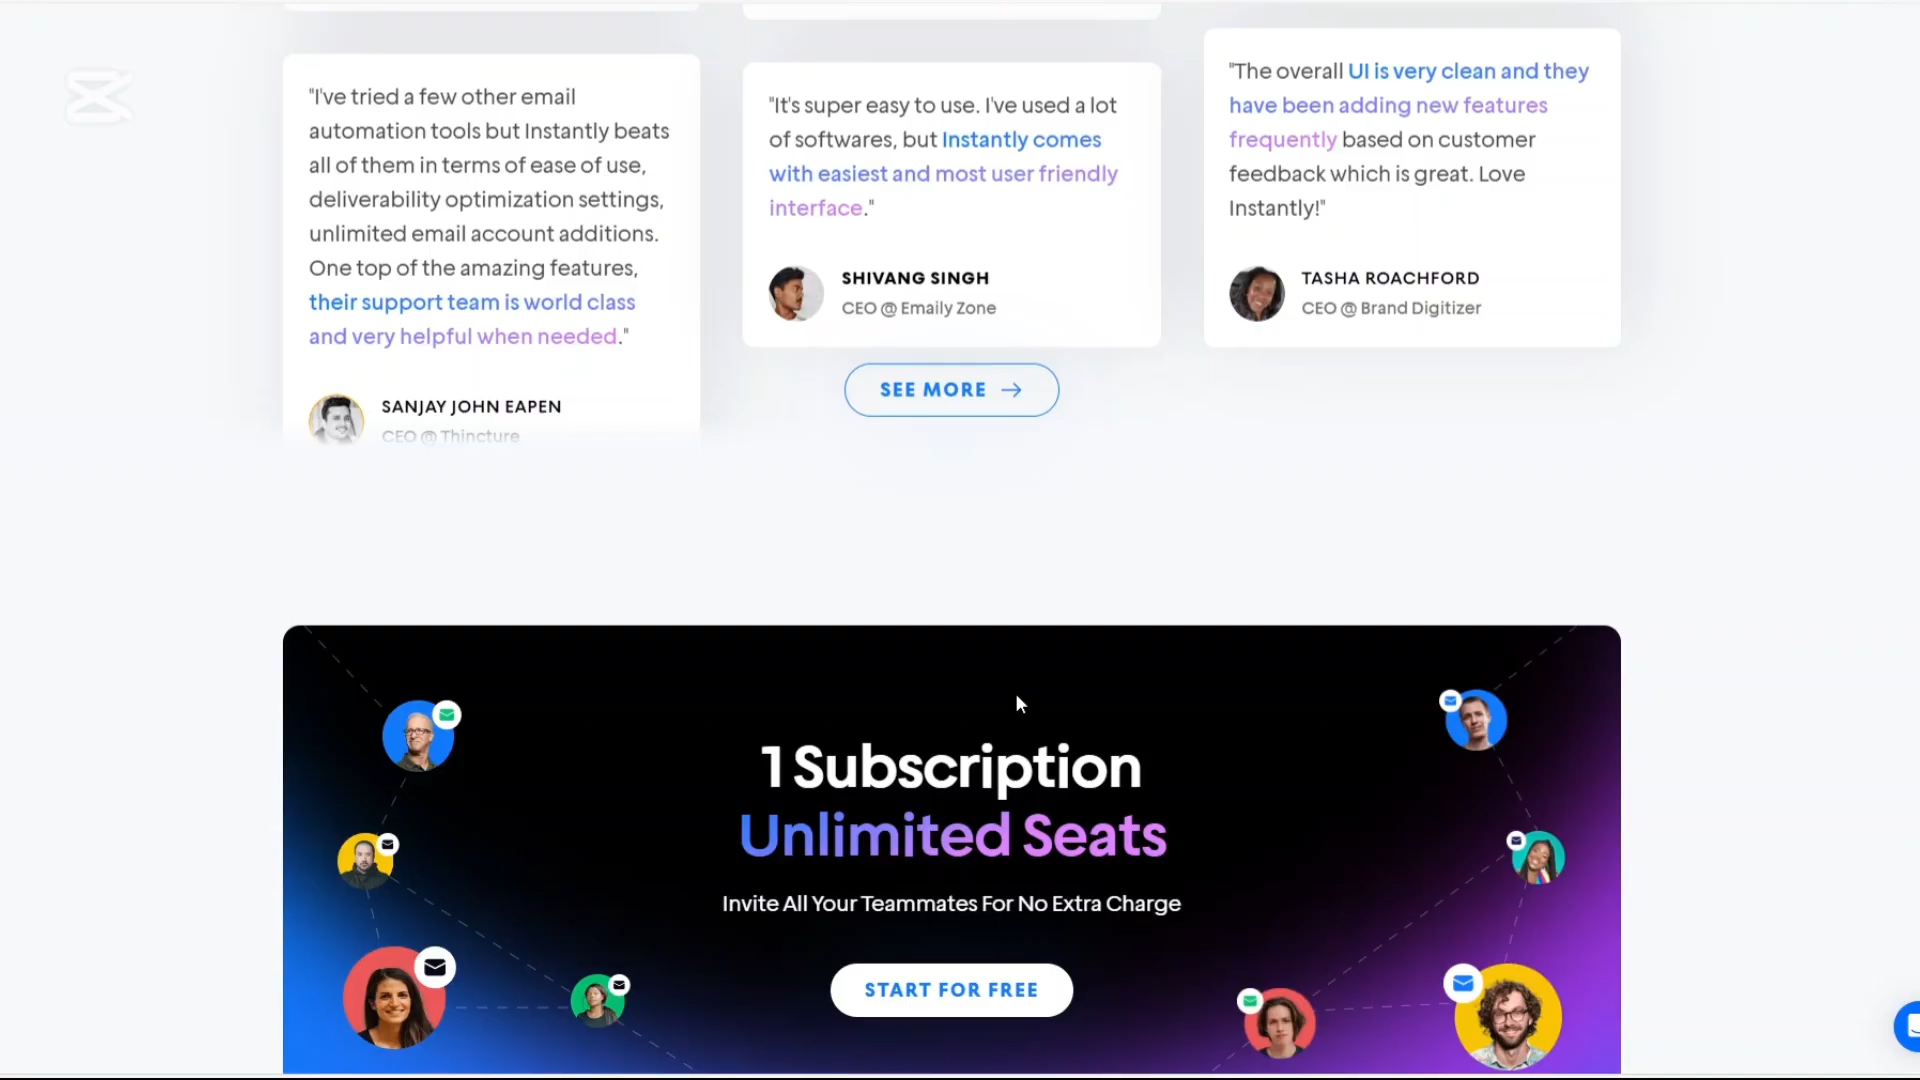 "I've tried a few other email
automation tools but Instantly beats
all of them in terms of ease of use,
deliverability optimization settings,
unlimited email account additions.
One top of the amazing features,
their support team is world class
and very helpful when needed."
SANJAY JOHN EAPEN
CEO @ Thincture
"It's super easy to use. I've used a lot
of softwares, but Instantly comes
with easiest and most user friendly
interface."
SHIVANG SINGH
CEO @ Emaily Zone
"The overall UI is very clean and they
have been adding new features
frequently based on customer
feedback which is great. Love
Instantly!"
TASHA ROACHFORD
CEO @ Brand Digitizer
SEE MORE
1 Subscription
Unlimited Seats
Invite All Your Teammates For No Extra Charge
START FOR FREE